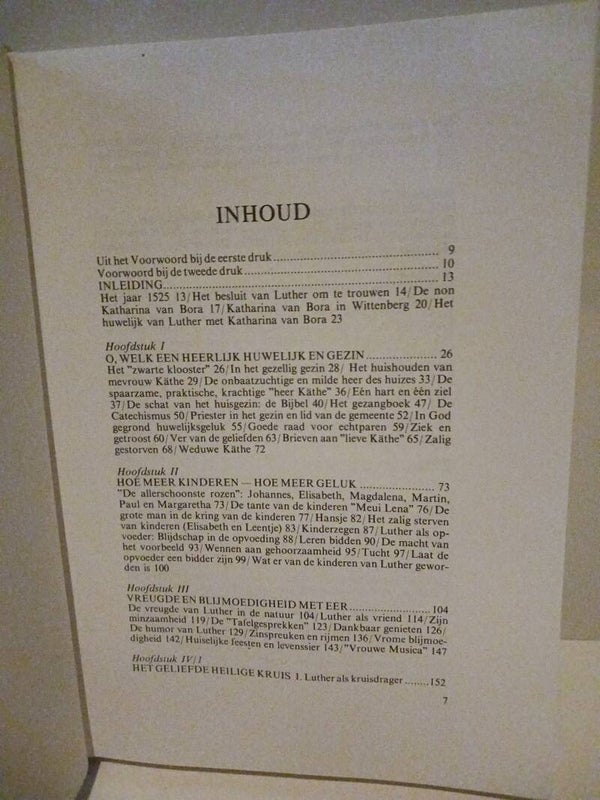 INHOUD
Uit het Voorwoord bij de eerste druk ........ 9
Voorwoord bij de tweede druk ........ 10
INLEIDING ........ 13
Het jaar 1525 13/Het besluit van Luther om te trouwen 14/De non
Katharina van Bora 17/Katharina van Bora in Wittenberg 20/Het
huwelijk van Luther met Katharina van Bora 23
Hoofdstuk I
O, WELK EEN HEERLIJK HUWELIJK EN GEZIN ........ 26
Het "zwarte klooster" 26/In het gezellig gezin 28/ Het huishouden van
mevrouw Käthe 29/De onbaatzuchtige en milde heer des huizes 33/De
spaarzame, praktische, krachtige "heer Käthe" 36/Eén hart en één ziel
37/De schat van het huisgezin: de Bijbel 40/Het gezangboek 47/ De
Catechismus 50/Priester in het gezin en lid van de gemeente 52/In God
gegrond huwelijksgeluk 55/Goede raad voor echtparen 59/Ziek en
getroost 60/Ver van de geliefden 63/Brieven aan "lieve Käthe" 65/Zalig
gestorven 68/Weduwe Käthe 72
Hoofdstuk II
HOE MEER KINDEREN — HOE MEER GELUK ........ 73
"De allerschoonste rozen": Johannes, Elisabeth, Magdalena, Martin,
Paul en Margaretha 73/De tante van de kinderen "Meui Lena" 76/De
grote man in de kring van de kinderen 77/Hansje 82/Het zalig sterven
van kinderen (Elisabeth en Leentje) 83/Kinderzegen 87/Luther als op-
voeder: Blijdschap in de opvoeding 88/Leren bidden 90/De macht van
het voorbeeld 93/Wennen aan gehoorzaamheid 95/Tucht 97/Laat de
opvoeder een bidder zijn 99/Wat er van de kinderen van Luther gewor-
den is 100
Hoofdstuk III
VREUGDE EN BLIJMOEDIGHEID MET EER ........ 104
De vreugde van Luther in de natuur 104/Luther als vriend 114/Zijn
minzaamheid 119/De "Tafelgesprekken" 123/Dankbaar genieten 126/
De humor van Luther 129/Zinspreuken en rijmen 136/Vrome blijmoe-
digheid 142/Huiselijke feesten en levenssier 143/"Vrouwe Musica" 147
Hoofdstuk IV/1
HET GELIEFDE HEILIGE KRUIS 1. Luther als kruisdrager ........ 152
7